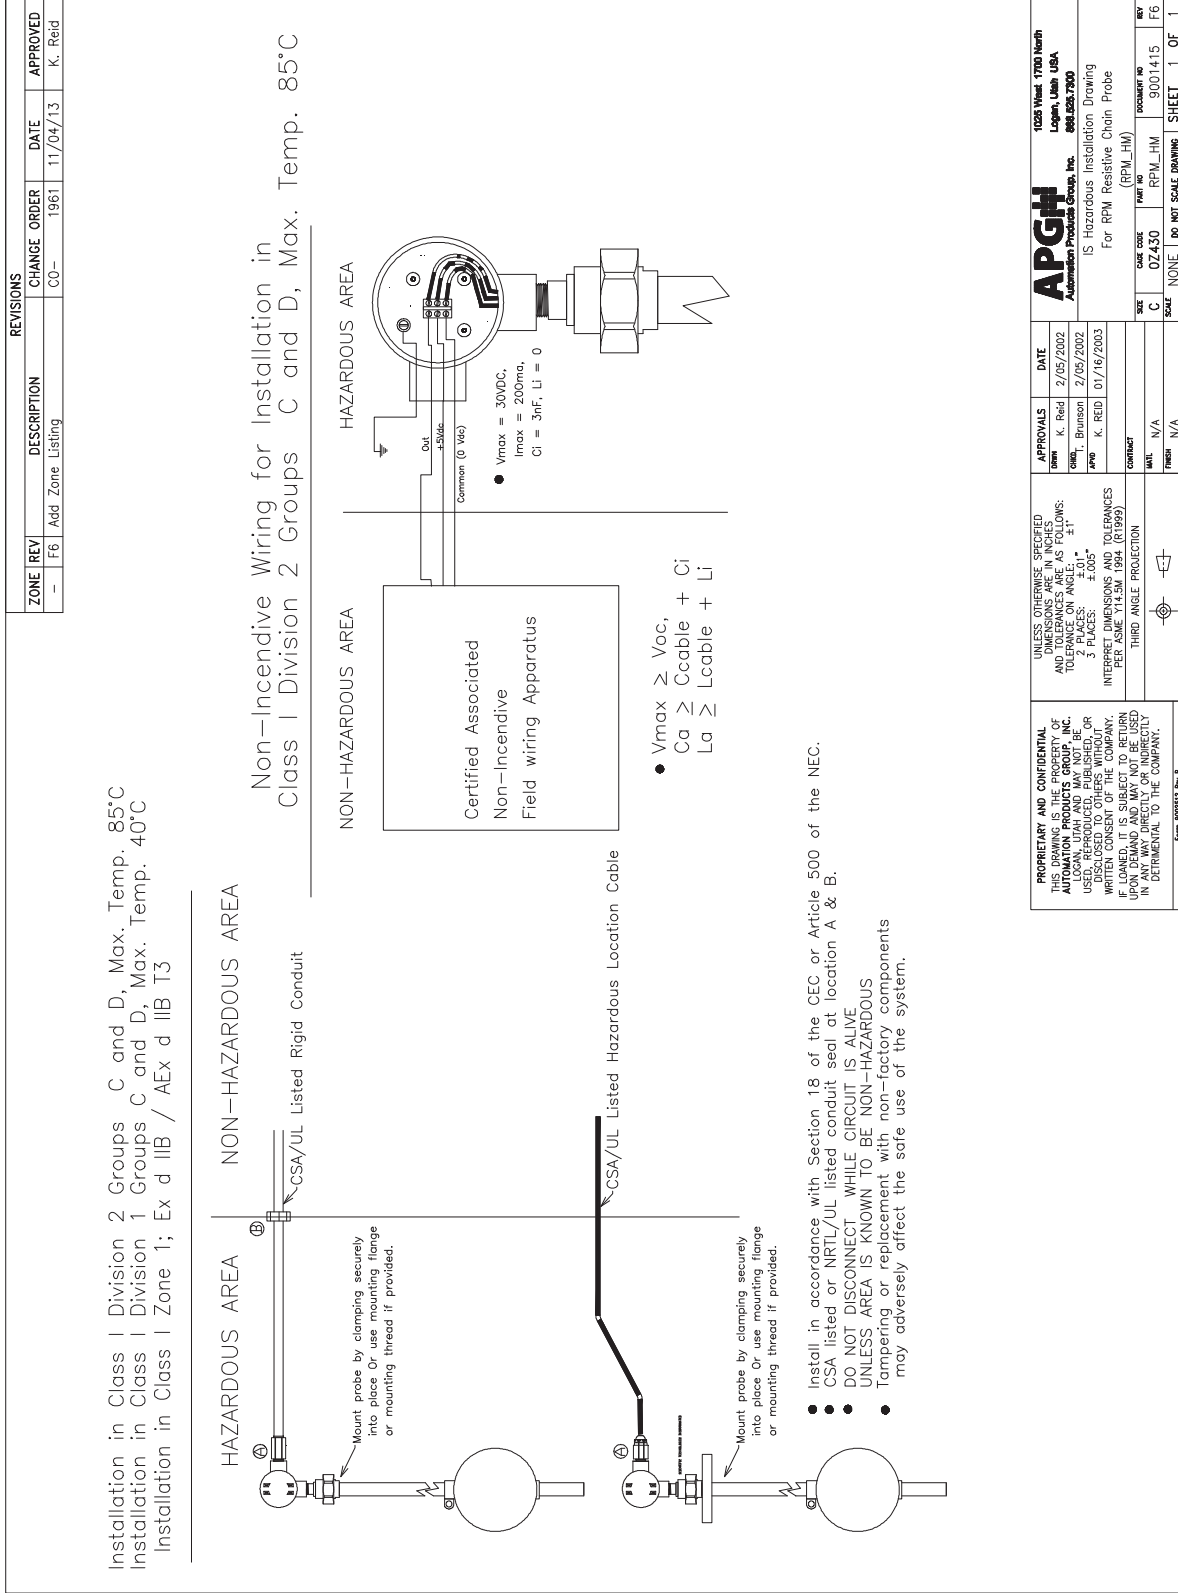 REVISIONS
ZONE REV DESCRIPTION CHANGE ORDER DATE APPROVED
– F6 Add Zone Listing CO– 1961 11/04/13 K. Reid
Installation in Class I Division 2 Groups C and D, Max. Temp. 85°C
Installation in Class I Division 1 Groups C and D, Max. Temp. 40°C
Installation in Class I Zone 1; Ex d IIB / AEx d IIB T3
HAZARDOUS AREA
NON–HAZARDOUS AREA
A
B
CSA/UL Listed Rigid Conduit
Mount probe by clamping securely
into place Or use mounting flange
or mounting thread if provided.
A
CSA/UL Listed Hazardous Location Cable
Mount probe by clamping securely
into place Or use mounting flange
or mounting thread if provided.
Install in accordance with Section 18 of the CEC or Article 500 of the NEC.
CSA listed or NRTL/UL listed conduit seal at location A & B.
DO NOT DISCONNECT WHILE CIRCUIT IS ALIVE
UNLESS AREA IS KNOWN TO BE NON–HAZARDOUS
Tampering or replacement with non–factory components
may adversely affect the safe use of the system.
Non–Incendive Wiring for Installation in
Class I Division 2 Groups C and D, Max. Temp. 85°C
NON–HAZARDOUS AREA
HAZARDOUS AREA
Certified Associated
Non–Incendive
Field wiring Apparatus
Out
+5Vdc
Common (0 Vdc)
Vmax = 30VDC,
Imax = 200ma,
Ci = 3nF, Li = 0
Vmax ≥ Voc,
Ca ≥ Ccable + Ci
La ≥ Lcable + Li
PROPRIETARY AND CONFIDENTIAL
THIS DRAWING IS THE PROPERTY OF
AUTOMATION PRODUCTS GROUP, INC.
LOGAN, UTAH AND MAY NOT BE
USED, REPRODUCED, PUBLISHED, OR
DISCLOSED TO OTHERS WITHOUT
WRITTEN CONSENT OF THE COMPANY.
IF LOANED, IT IS SUBJECT TO RETURN
UPON DEMAND AND MAY NOT BE USED
IN ANY WAY DIRECTLY OR INDIRECTLY
DETRIMENTAL TO THE COMPANY.
UNLESS OTHERWISE SPECIFIED
DIMENSIONS ARE IN INCHES
AND TOLERANCES ARE AS FOLLOWS:
TOLERANCE ON ANGLE: ±1°
2 PLACES: ±.01"
3 PLACES: ±.005"
INTERPRET DIMENSIONS AND TOLERANCES
PER ASME Y14.5M 1994 (R1999)
THIRD ANGLE PROJECTION
APPROVALS DATE
DRWN K. Reid 2/05/2002
CHKD T. Brunson 2/05/2002
APVD K. REID 01/16/2003
CONTRACT
MATL N/A
FINISH N/A
APG
Automation Products Group, Inc.
1025 West 1700 North
Logan, Utah USA
888.525.7300
IS Hazardous Installation Drawing
For RPM Resistive Chain Probe
(RPM_HM)
SIZE CAGE CODE PART NO DOCUMENT NO REV
C 0Z430 RPM_HM 9001415 F6
SCALE NONE DO NOT SCALE DRAWING SHEET 1 OF 1